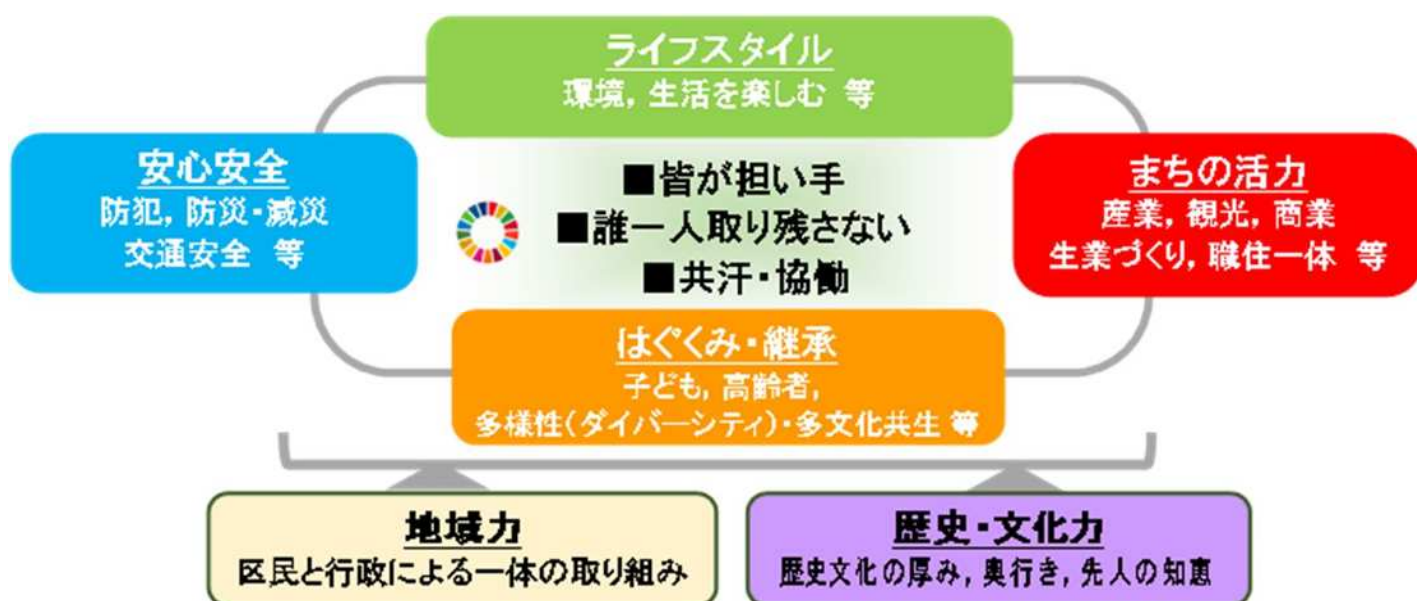 ライフスタイル
環境, 生活を楽しむ 等
安心安全
防犯, 防災・減災
交通安全 等
■皆が担い手
■誰一人取り残さない
■共汗・協働
まちの活力
産業, 観光, 商業
生業づくり, 職住一体 等
はぐくみ・継承
子ども, 高齢者,
多様性(ダイバーシティ)・多文化共生 等
地域力
区民と行政による一体の取り組み
歴史・文化力
歴史文化の厚み, 奥行き, 先人の知恵